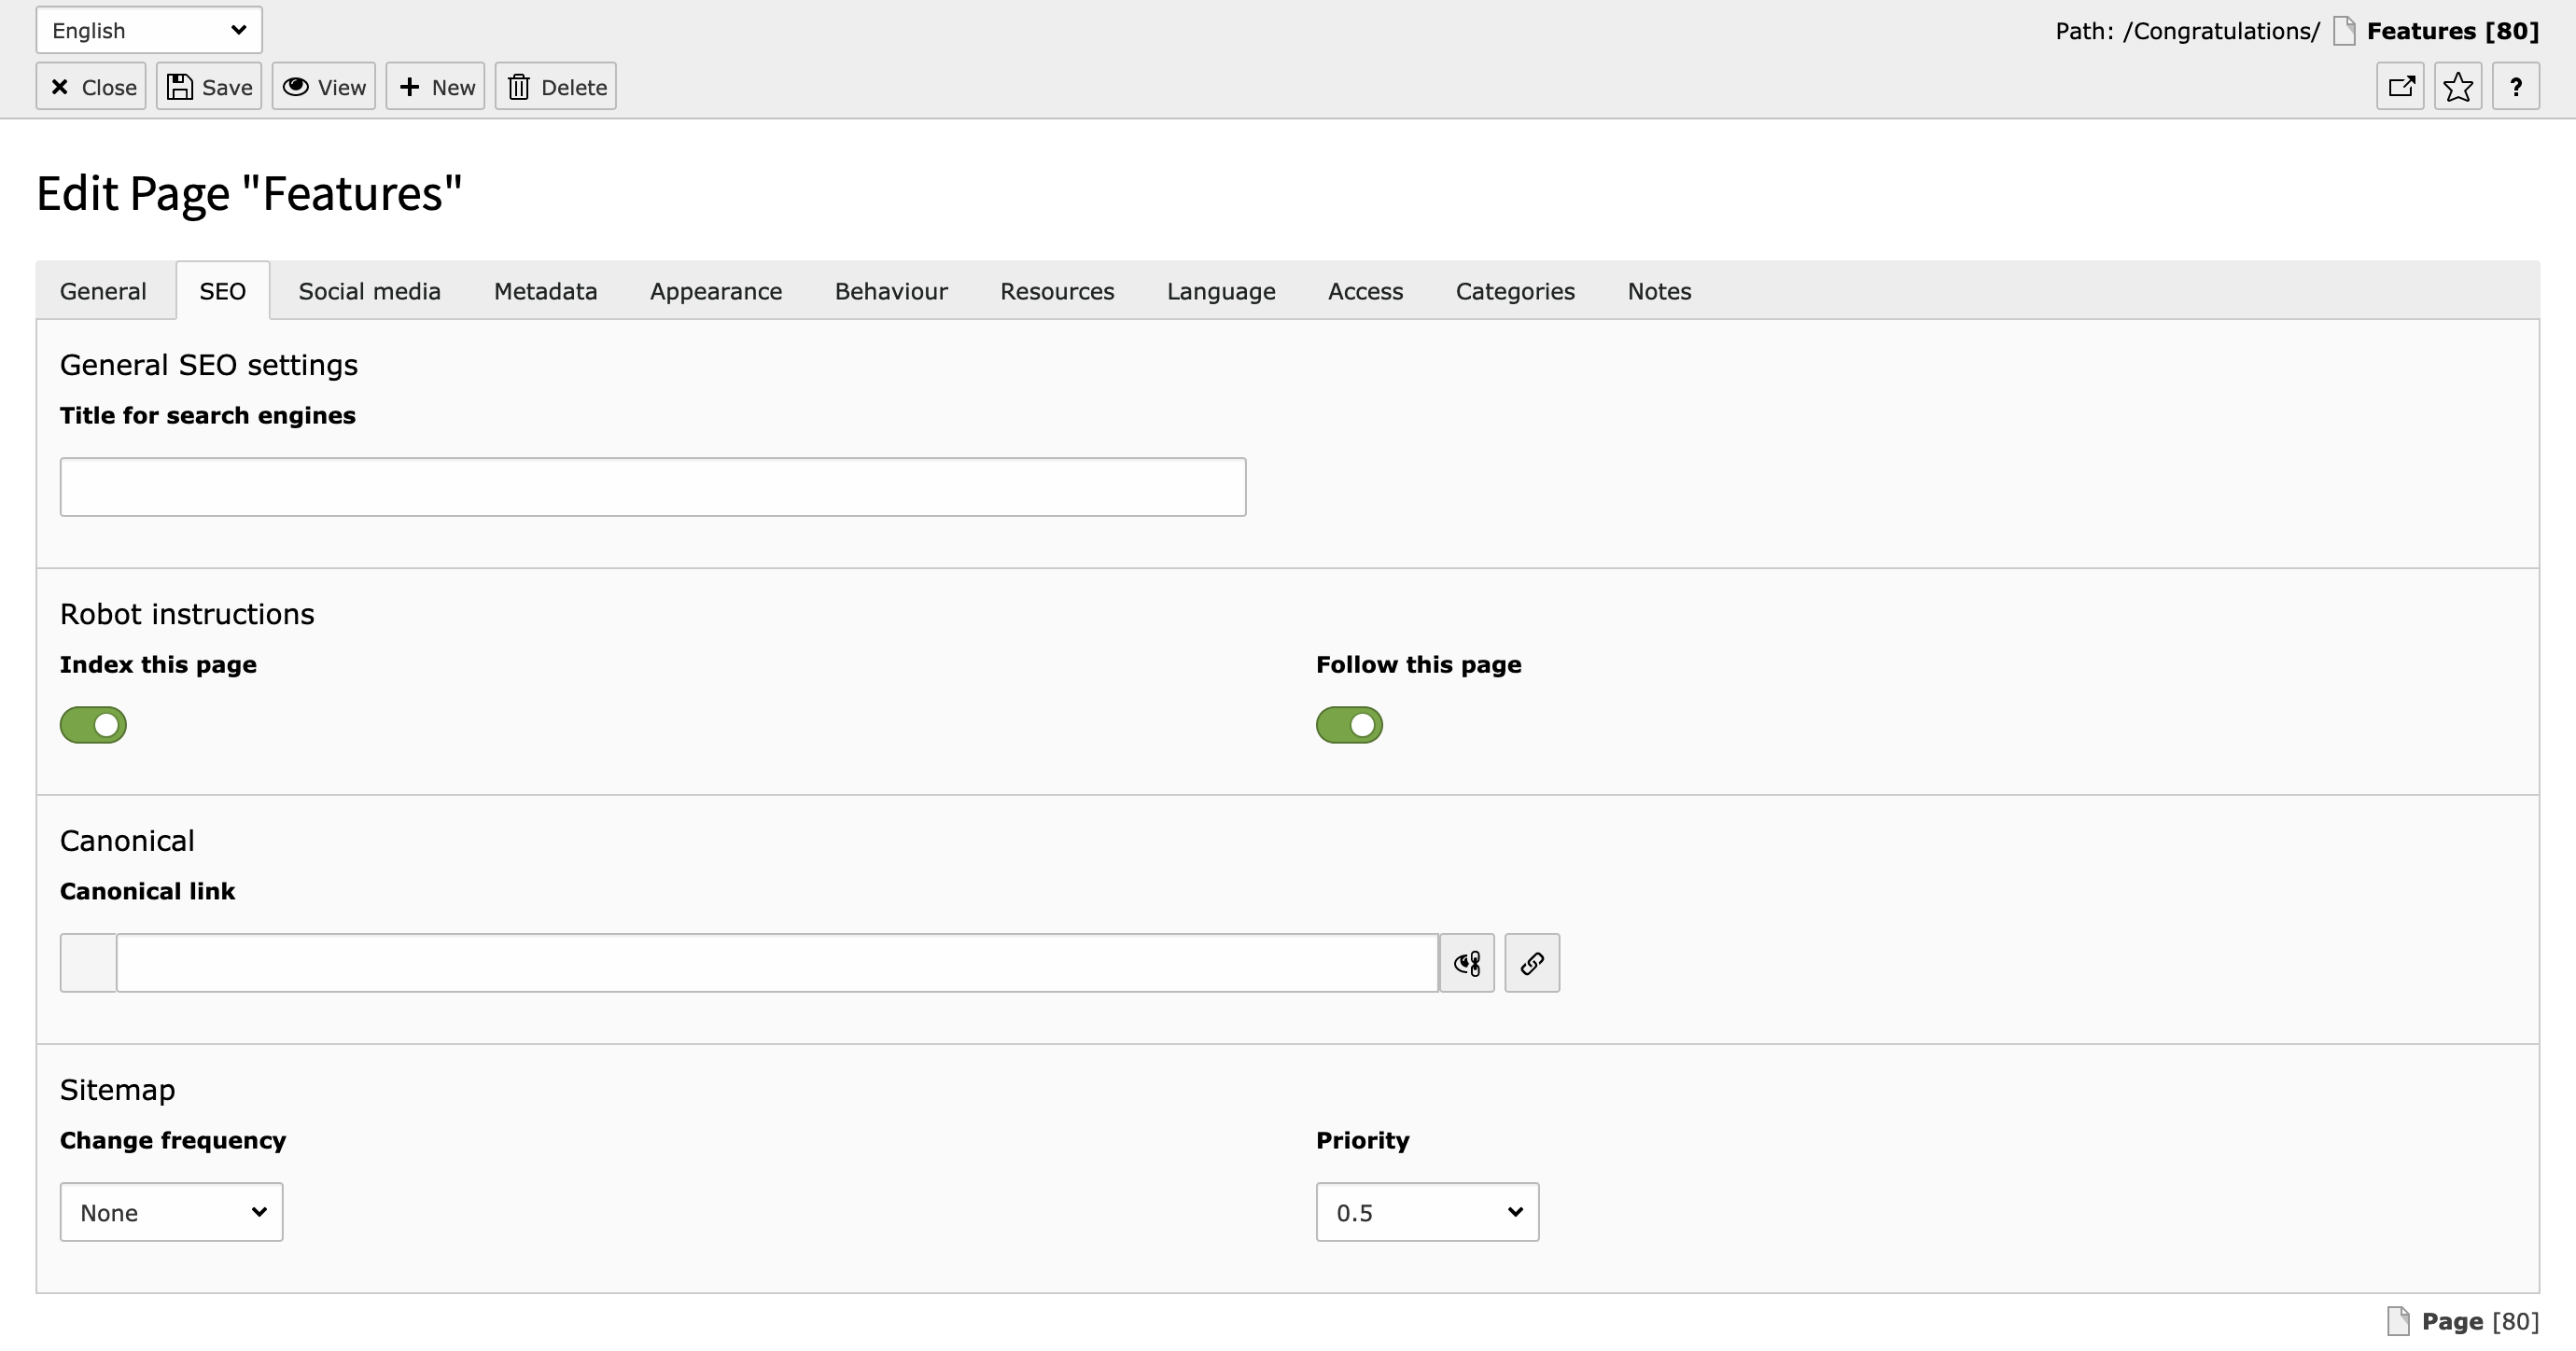 English
Path: /Congratulations/ Features [80]
Close Save View New Delete ?
Edit Page "Features"
General SEO Social media Metadata Appearance Behaviour Resources Language Access Categories Notes
General SEO settings
Title for search engines
Robot instructions
Index this page Follow this page
Canonical
Canonical link
Sitemap
Change frequency Priority
None 0.5
Page [80]